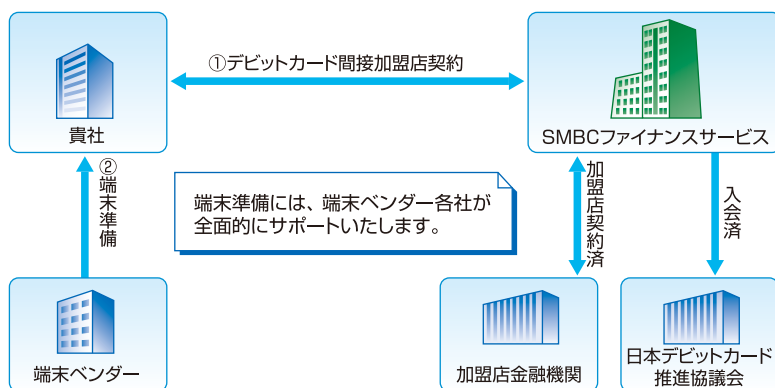 ①デビットカード間接加盟店契約
貴社
SMBCファイナンスサービス
②端末準備
端末準備には、端末ベンダー各社が
全面的にサポートいたします。
加盟店契約済
入会済
端末ベンダー
加盟店金融機関
日本デビットカード
推進協議会